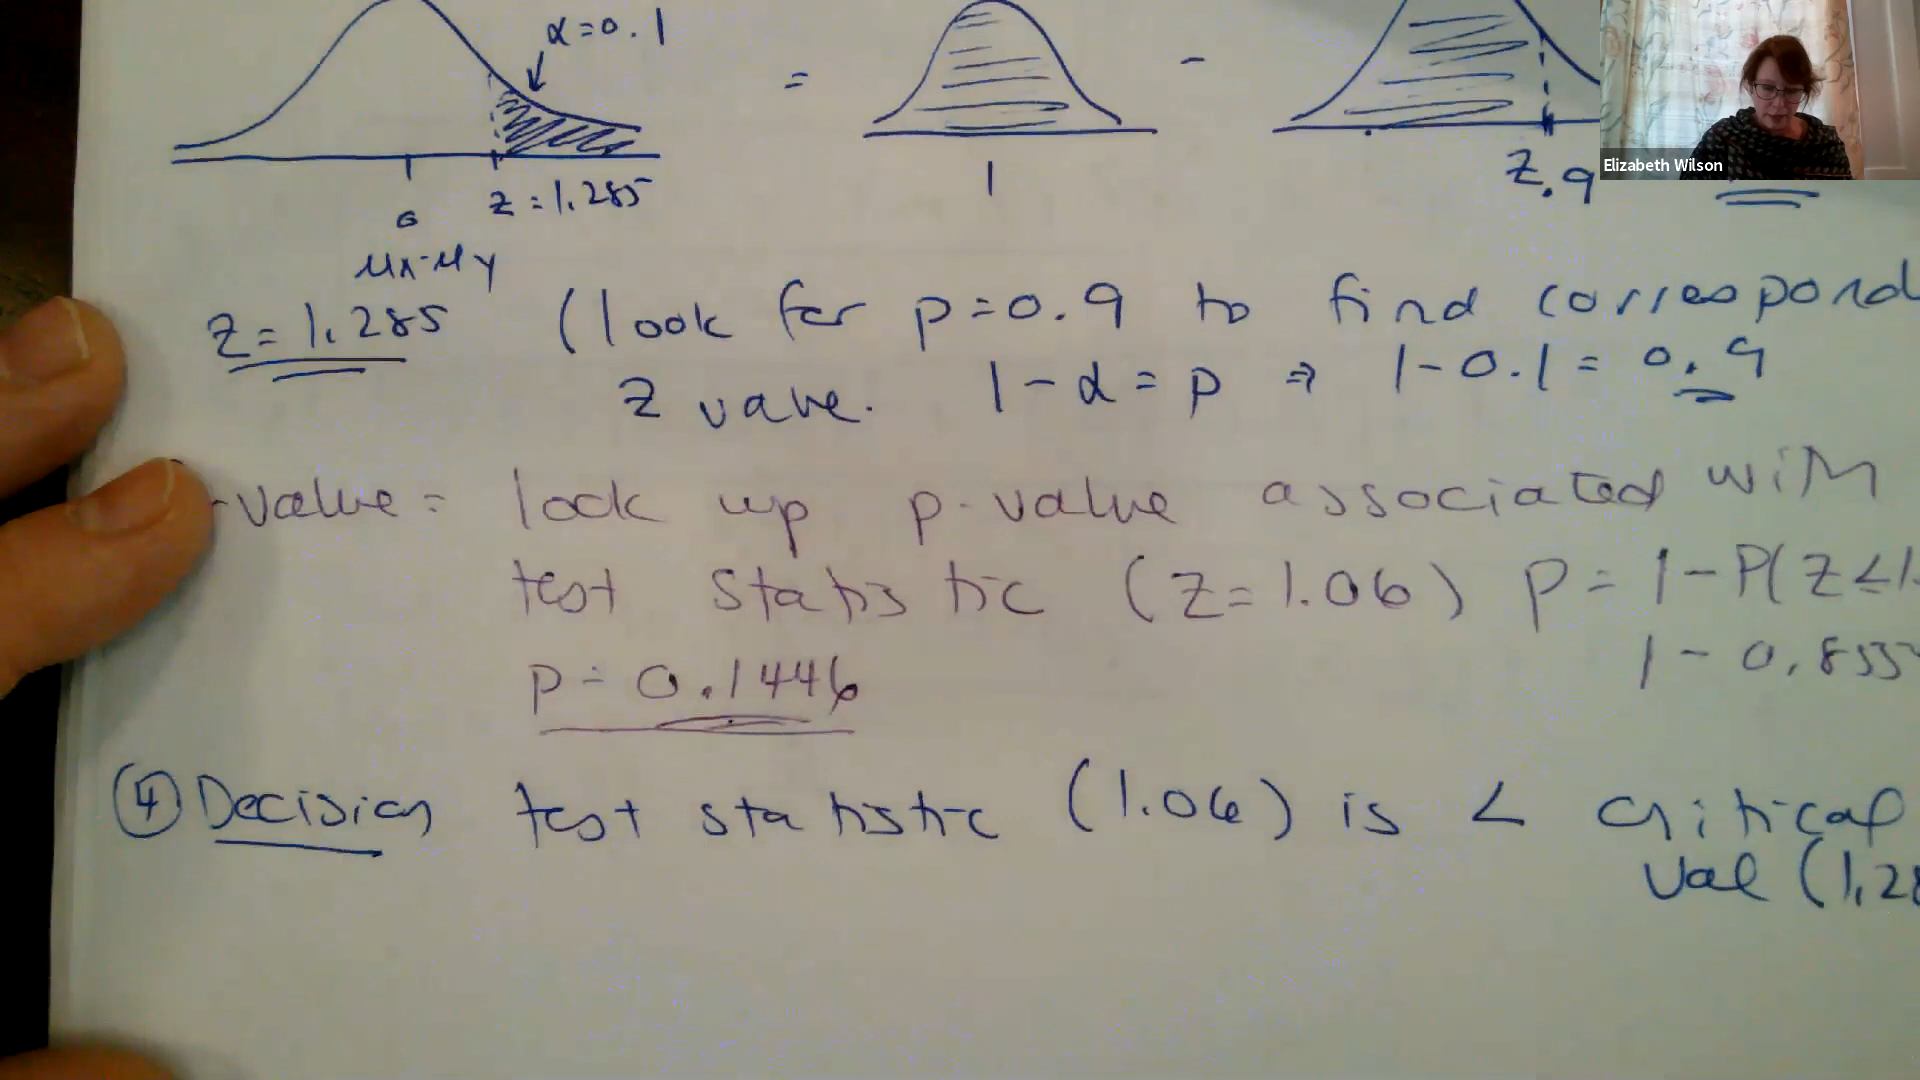 α=0.1
= 1 -
z=1.285
z.9
Elizabeth Wilson
0
μx-μy
z=1.285 (look for p=0.9 to find correspond
z value. 1-α=p ⇒ 1-0.1=0.9
-value= look up p-value associated with
test statistic (z=1.06) p=1-P(Z<1.
1-0.855
p=0.1446
④ Decision test statistic (1.06) is < critical
val (1.28